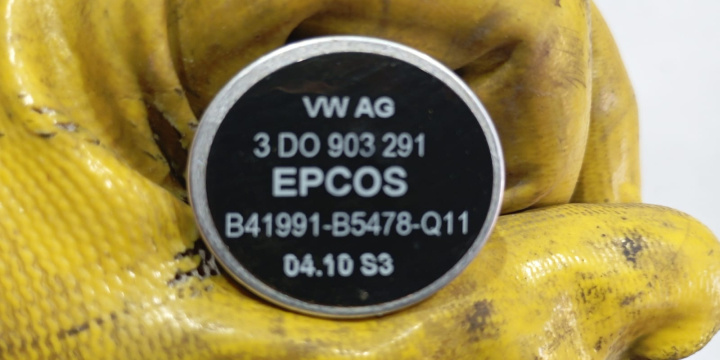 VW AG
3 DO 903 291
EPCOS
B41991-B5478-Q11
04.10 S3